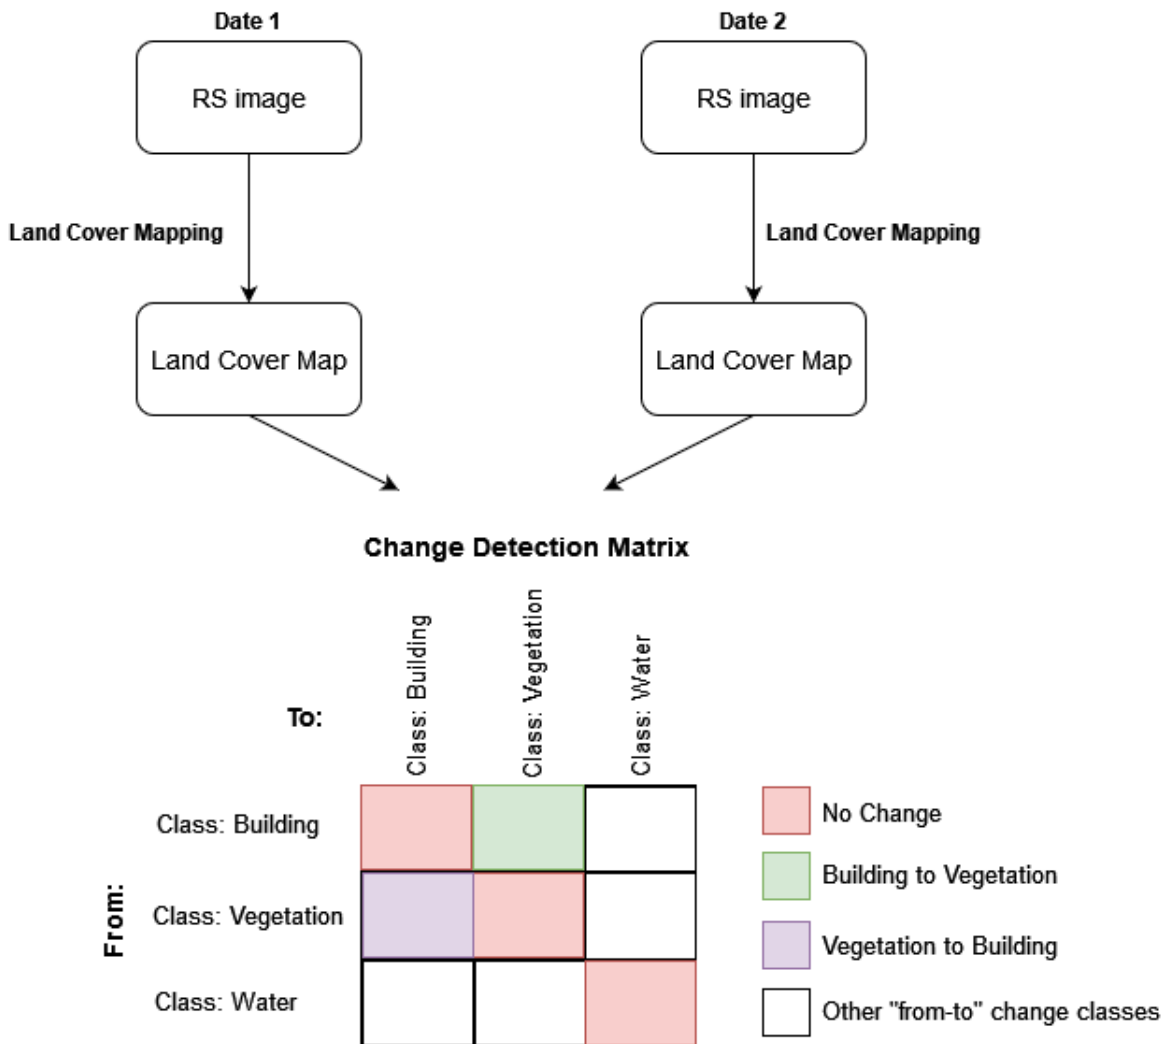 Date 1
Date 2
RS image
RS image
Land Cover Mapping
Land Cover Mapping
Land Cover Map
Land Cover Map
Change Detection Matrix
To:
Class: Building
Class: Vegetation
Class: Water
From:
Class: Building
Class: Vegetation
Class: Water
No Change
Building to Vegetation
Vegetation to Building
Other "from-to" change classes